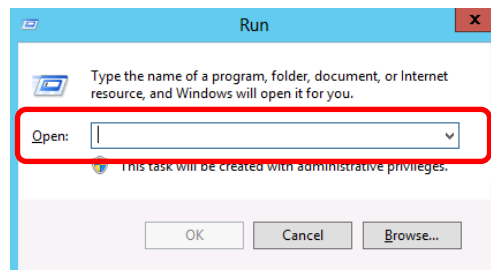 Run
x
Type the name of a program, folder, document, or Internet
resource, and Windows will open it for you.
Open:
This task will be created with administrative privileges.
OK Cancel Browse...